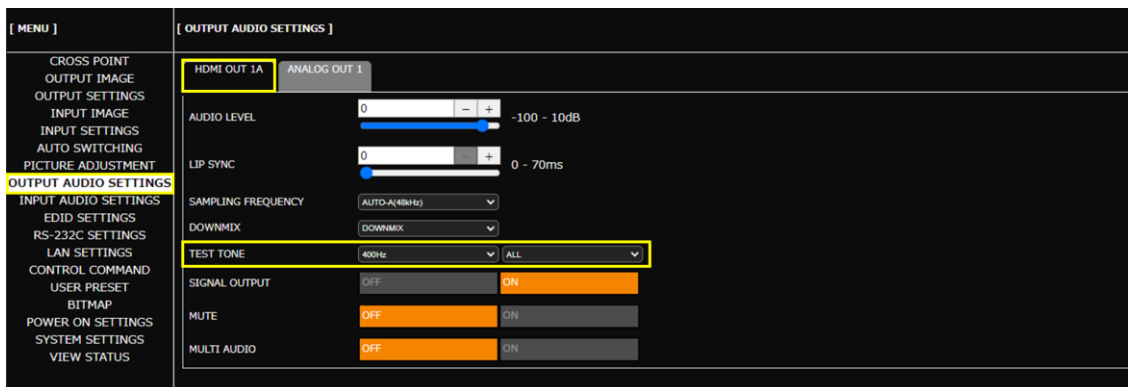 [ MENU ]
[ OUTPUT AUDIO SETTINGS ]
CROSS POINT
OUTPUT IMAGE
OUTPUT SETTINGS
INPUT IMAGE
INPUT SETTINGS
AUTO SWITCHING
PICTURE ADJUSTMENT
OUTPUT AUDIO SETTINGS
INPUT AUDIO SETTINGS
EDID SETTINGS
RS-232C SETTINGS
LAN SETTINGS
CONTROL COMMAND
USER PRESET
BITMAP
POWER ON SETTINGS
SYSTEM SETTINGS
VIEW STATUS
HDMI OUT 1A ANALOG OUT 1
AUDIO LEVEL 0 - + -100 - 10dB
LIP SYNC 0 - + 0 - 70ms
SAMPLING FREQUENCY AUTO-A(48kHz)
DOWNMIX DOWNMIX
TEST TONE 400Hz ALL
SIGNAL OUTPUT OFF ON
MUTE OFF ON
MULTI AUDIO OFF ON